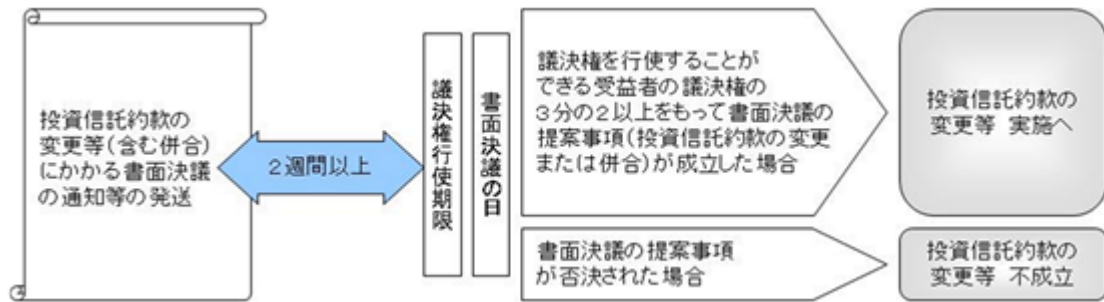 投資信託約款の
変更等(含む併合)
にかかる書面決議
の通知等の発送
2週間以上
議決権行使期限
書面決議の日
議決権を行使することが
できる受益者の議決権の
3分の2以上をもって書面決議の
提案事項(投資信託約款の変更
または併合)が成立した場合
投資信託約款の
変更等 実施へ
書面決議の提案事項
が否決された場合
投資信託約款の
変更等 不成立